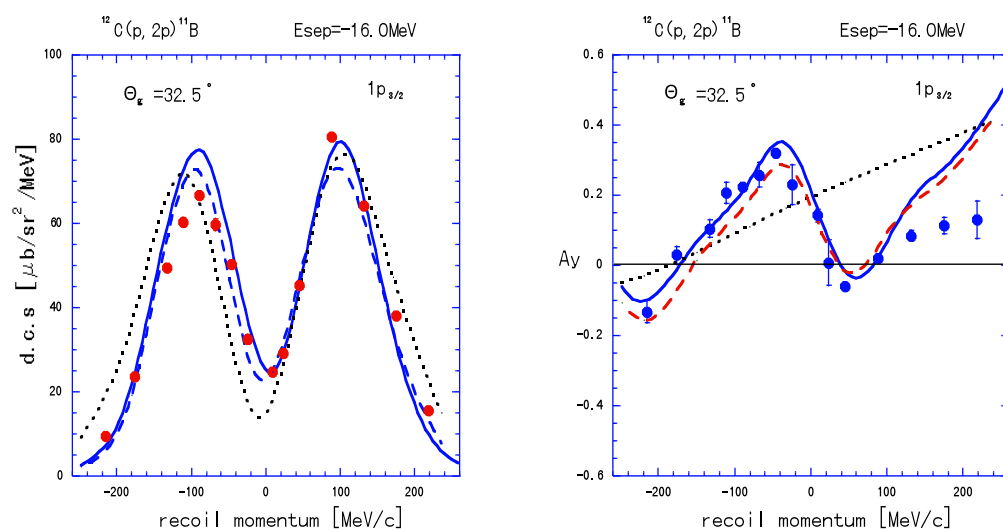 ¹²C(p,2p)¹¹B Esep=-16.0MeV
Θg =32.5° 1p3/2
d.c.s [μb/sr²/MeV]
100
80
60
40
20
0
-200 -100 0 100 200
recoil momentum [MeV/c]
¹²C(p,2p)¹¹B Esep=-16.0MeV
Θg =32.5° 1p3/2
Ay
0.6
0.4
0.2
0
-0.2
-0.4
-0.6
-200 -100 0 100 200
recoil momentum [MeV/c]